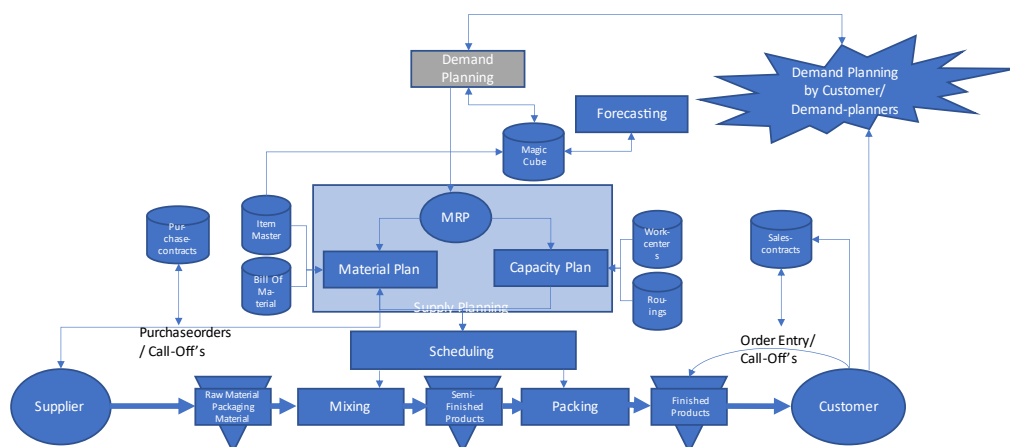 Demand
Planning
Demand Planning
by Customer/
Demand-planners
Forecasting
Magic
Cube
MRP
Item
Master
Pur-
chase-
contracts
Work-
center
s
Sales-
contracts
Material Plan
Capacity Plan
Bill Of
Ma-
terial
Rou-
ings
Supply Planning
Purchaseorders
/ Call-Off's
Order Entry/
Call-Off's
Scheduling
Supplier
Raw Material
Packaging
Material
Mixing
Semi-
Finished
Products
Packing
Finished
Products
Customer